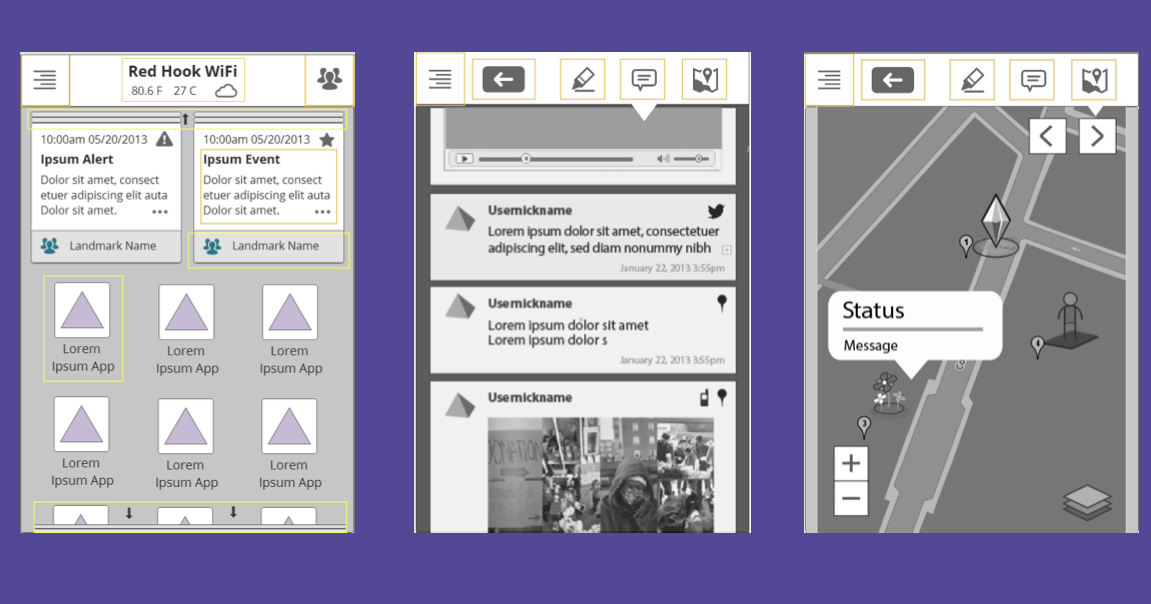 Red Hook WiFi
80.6 F 27 C
10:00am 05/20/2013
Ipsum Alert
Dolor sit amet, consect
etuer adipiscing elit auta
Dolor sit amet. •••
Landmark Name
10:00am 05/20/2013
Ipsum Event
Dolor sit amet, consect
etuer adipiscing elit auta
Dolor sit amet. •••
Landmark Name
Lorem
Ipsum App
Lorem
Ipsum App
Lorem
Ipsum App
Lorem
Ipsum App
Lorem
Ipsum App
Lorem
Ipsum App
Usernickname
Lorem ipsum dolor sit amet, consectetuer
adipiscing elit, sed diam nonummy nibh
January 22, 2013 3:55pm
Usernickname
Lorem ipsum dolor sit amet
Lorem ipsum dolor s
January 22, 2013 3:55pm
Usernickname
DONATION
1
Status
Message
4
3